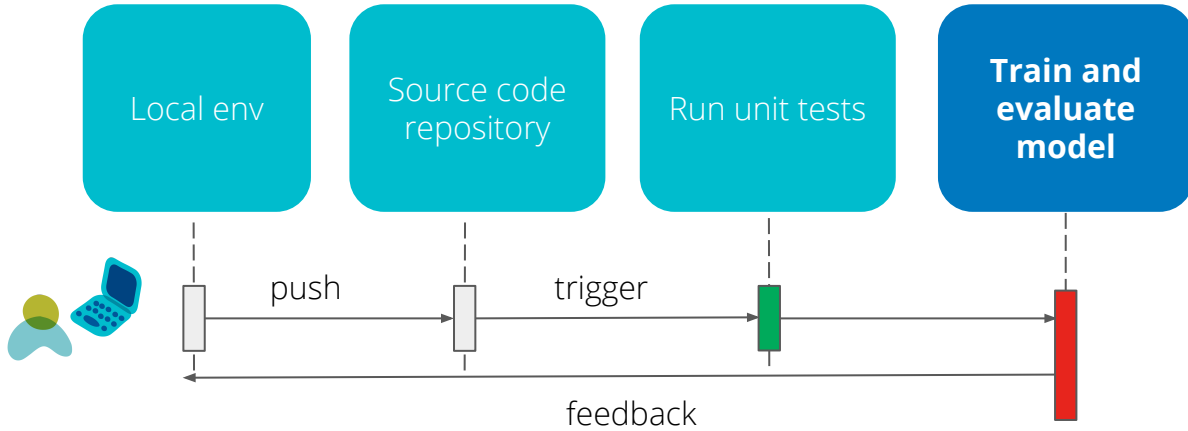 Local env
Source code
repository
Run unit tests
Train and
evaluate
model
push
trigger
feedback